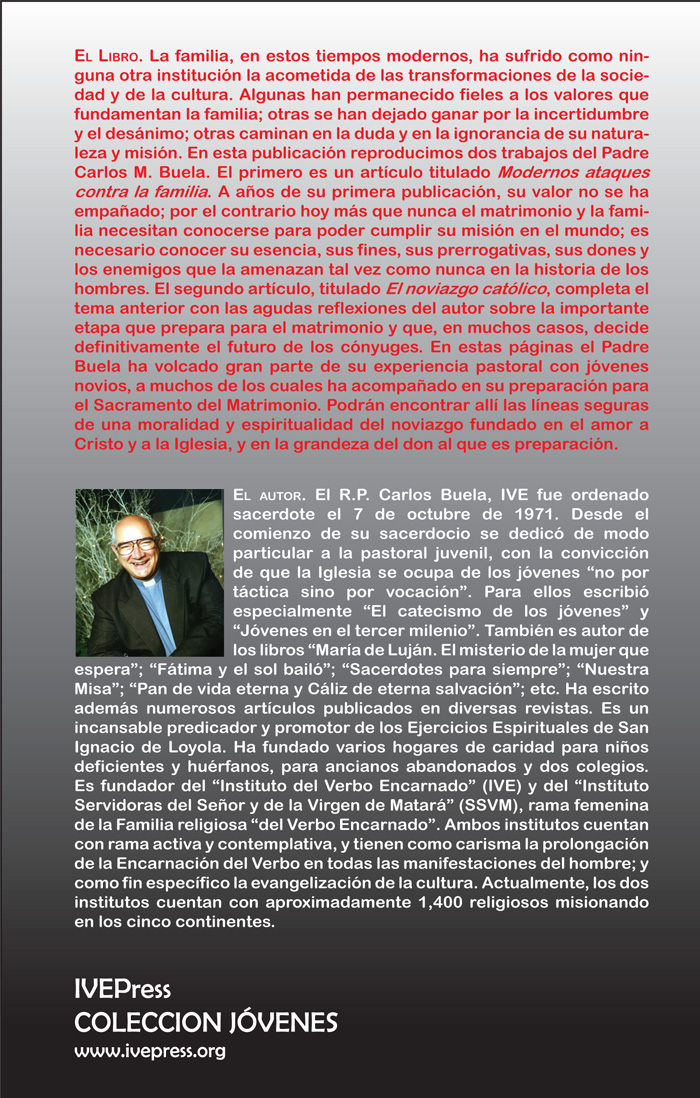 EL LIBRO. La familia, en estos tiempos modernos, ha sufrido como nin-
guna otra institución la acometida de las transformaciones de la socie-
dad y de la cultura. Algunas han permanecido fieles a los valores que
fundamentan la familia; otras se han dejado ganar por la incertidumbre
y el desánimo; otras caminan en la duda y en la ignorancia de su natura-
leza y misión. En esta publicación reproducimos dos trabajos del Padre
Carlos M. Buela. El primero es un artículo titulado Modernos ataques
contra la familia. A años de su primera publicación, su valor no se ha
empañado; por el contrario hoy más que nunca el matrimonio y la fami-
lia necesitan conocerse para poder cumplir su misión en el mundo; es
necesario conocer su esencia, sus fines, sus prerrogativas, sus dones y
los enemigos que la amenazan tal vez como nunca en la historia de los
hombres. El segundo artículo, titulado El noviazgo católico, completa el
tema anterior con las agudas reflexiones del autor sobre la importante
etapa que prepara para el matrimonio y que, en muchos casos, decide
definitivamente el futuro de los cónyuges. En estas páginas el Padre
Buela ha volcado gran parte de su experiencia pastoral con jóvenes
novios, a muchos de los cuales ha acompañado en su preparación para
el Sacramento del Matrimonio. Podrán encontrar allí las líneas seguras
de una moralidad y espiritualidad del noviazgo fundado en el amor a
Cristo y a la Iglesia, y en la grandeza del don al que es preparación.
EL AUTOR. El R.P. Carlos Buela, IVE fue ordenado
sacerdote el 7 de octubre de 1971. Desde el
comienzo de su sacerdocio se dedicó de modo
particular a la pastoral juvenil, con la convicción
de que la Iglesia se ocupa de los jóvenes “no por
táctica sino por vocación”. Para ellos escribió
especialmente “El catecismo de los jóvenes” y
“Jóvenes en el tercer milenio”. También es autor de
los libros “María de Luján. El misterio de la mujer que
espera”; “Fátima y el sol bailó”; “Sacerdotes para siempre”; “Nuestra
Misa”; “Pan de vida eterna y Cáliz de eterna salvación”; etc. Ha escrito
además numerosos artículos publicados en diversas revistas. Es un
incansable predicador y promotor de los Ejercicios Espirituales de San
Ignacio de Loyola. Ha fundado varios hogares de caridad para niños
deficientes y huérfanos, para ancianos abandonados y dos colegios.
Es fundador del “Instituto del Verbo Encarnado” (IVE) y del “Instituto
Servidoras del Señor y de la Virgen de Matará” (SSVM), rama femenina
de la Familia religiosa “del Verbo Encarnado”. Ambos institutos cuentan
con rama activa y contemplativa, y tienen como carisma la prolongación
de la Encarnación del Verbo en todas las manifestaciones del hombre; y
como fin específico la evangelización de la cultura. Actualmente, los dos
institutos cuentan con aproximadamente 1,400 religiosos misionando
en los cinco continentes.
IVEPress
COLECCION JÓVENES
www.ivepress.org